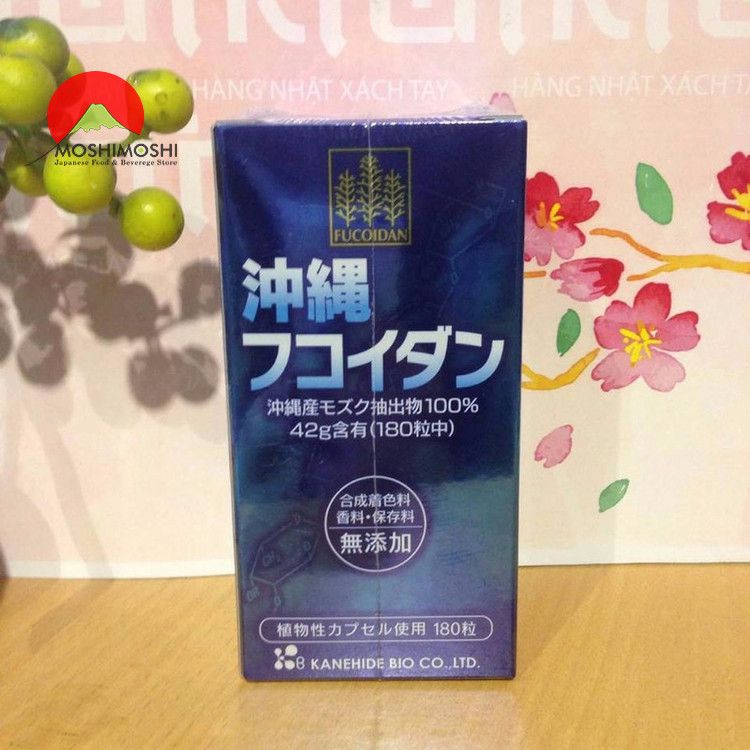 HÀNG NHẬT XÁCH TAY
HÀNG NHẬT XÁCH TAY
MOSHIMOSHI
Japanese Food & Beverege Store
FUCOIDAN
沖縄
フコイダン
沖縄産モズク抽出物100%
42g含有(180粒中)
合成着色料
香料・保存料
無添加
植物性カプセル使用 180粒
KANEHIDE BIO CO.,LTD.